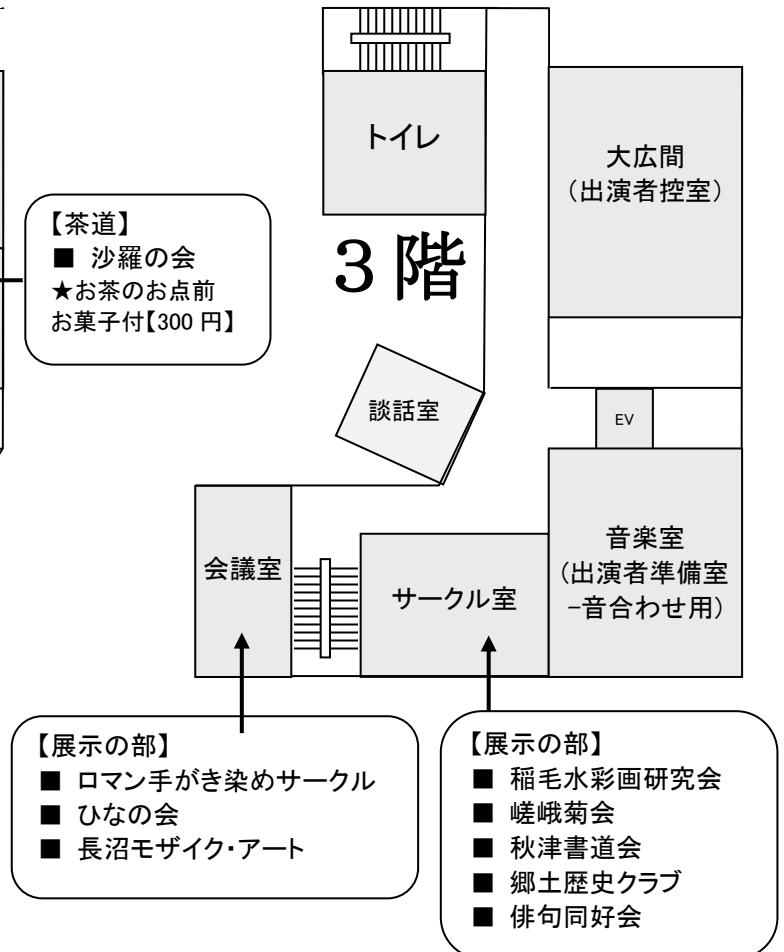 トイレ
大広間
（出演者控室）
【茶道】
■ 沙羅の会
★お茶のお点前
お菓子付【300 円】
３階
談話室
EV
会議室
サークル室
音楽室
（出演者準備室
-音合わせ用）
【展示の部】
■ ロマン手がき染めサークル
■ ひなの会
■ 長沼モザイク・アート
【展示の部】
■ 稲毛水彩画研究会
■ 嵯峨菊会
■ 秋津書道会
■ 郷土歴史クラブ
■ 俳句同好会